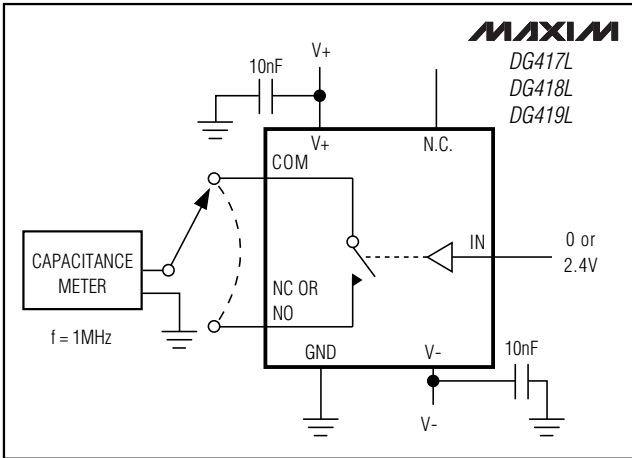 MAXIM
DG417L
DG418L
DG419L
V+
10nF
V+
N.C.
COM
IN
0 or
2.4V
CAPACITANCE
METER
f = 1MHz
NC OR
NO
GND
V-
10nF
V-